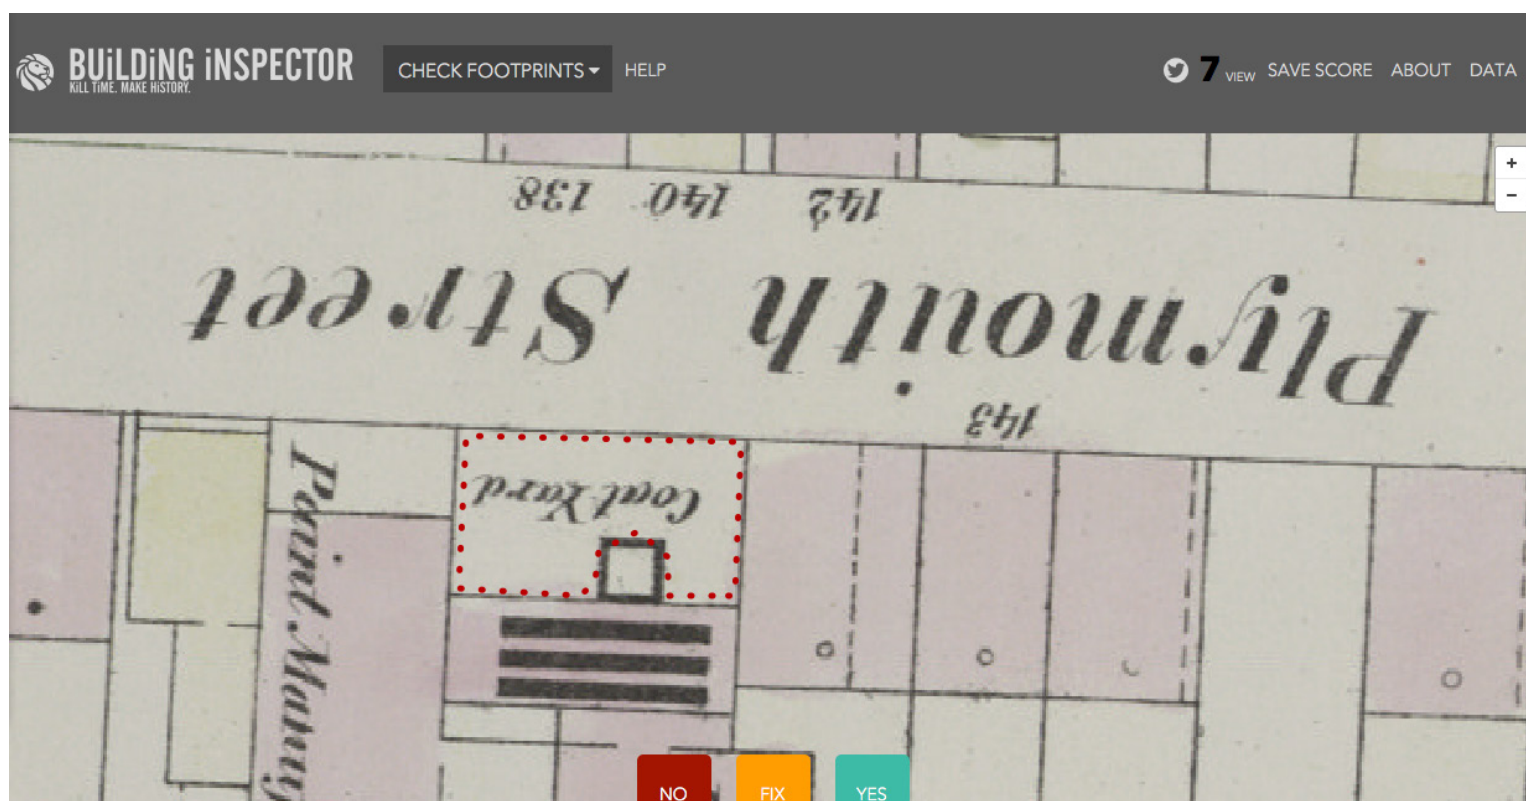 BUiLDiNG iNSPECTOR
KiLL TiME. MAKE HiSTORY.
CHECK FOOTPRINTS
HELP
7 VIEW
SAVE SCORE
ABOUT
DATA
+
-
138 140 142
Plymouth Street
143
Coal Yard
Paint Manuf
NO
FIX
YES